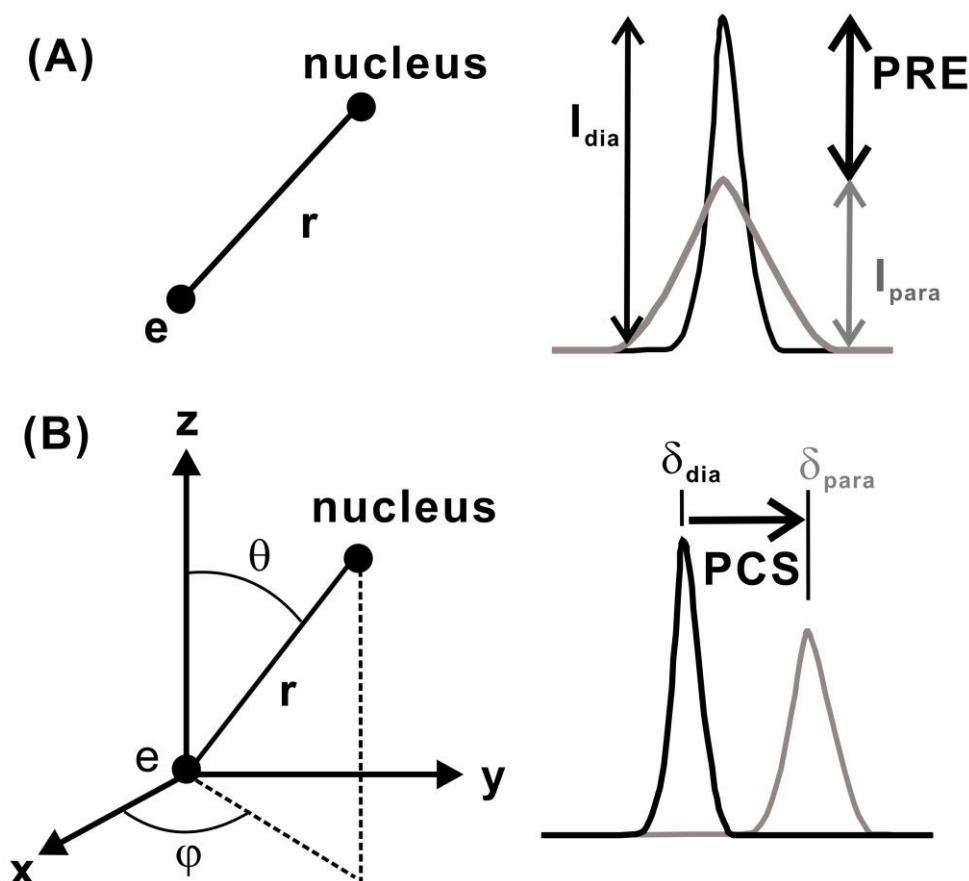 (A)
nucleus
r
e
I dia
PRE
I para
(B)
z
nucleus
θ
r
e
y
x
φ
δ dia
δ para
PCS